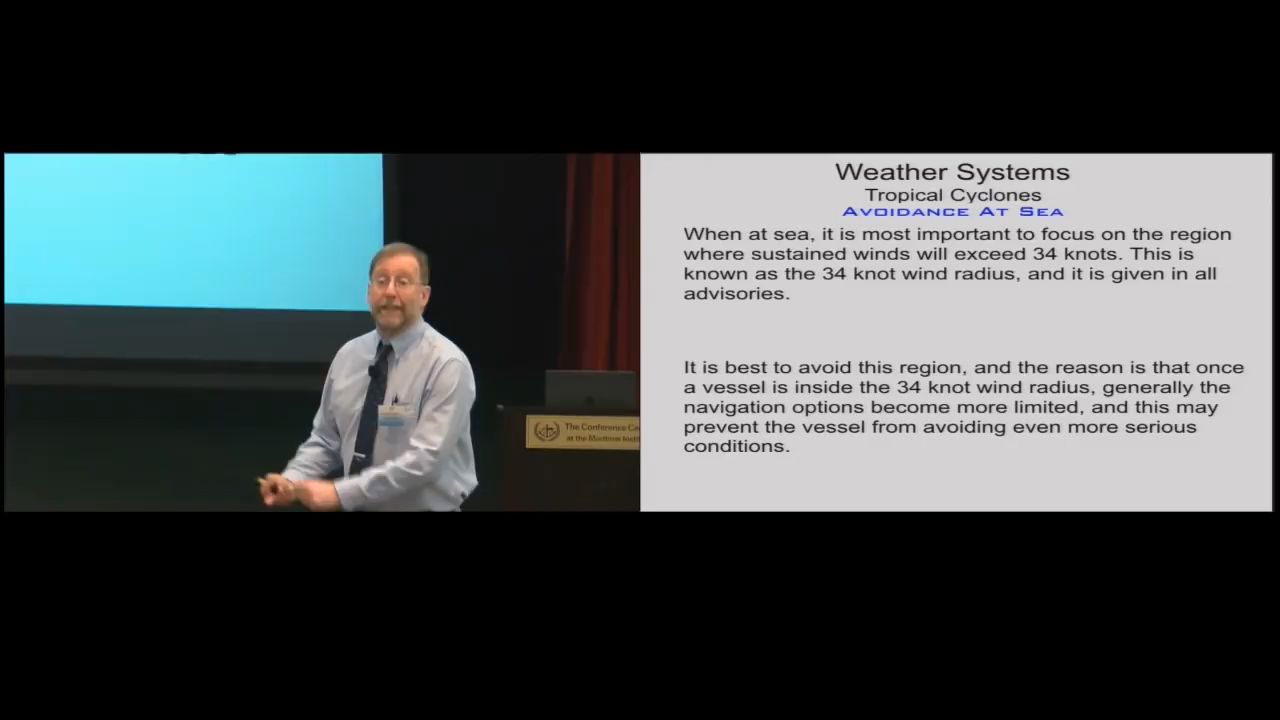 Weather Systems
Tropical Cyclones
AVOIDANCE AT SEA
When at sea, it is most important to focus on the region
where sustained winds will exceed 34 knots. This is
known as the 34 knot wind radius, and it is given in all
advisories.
It is best to avoid this region, and the reason is that once
a vessel is inside the 34 knot wind radius, generally the
navigation options become more limited, and this may
prevent the vessel from avoiding even more serious
conditions.
The Conference
at the Maritime